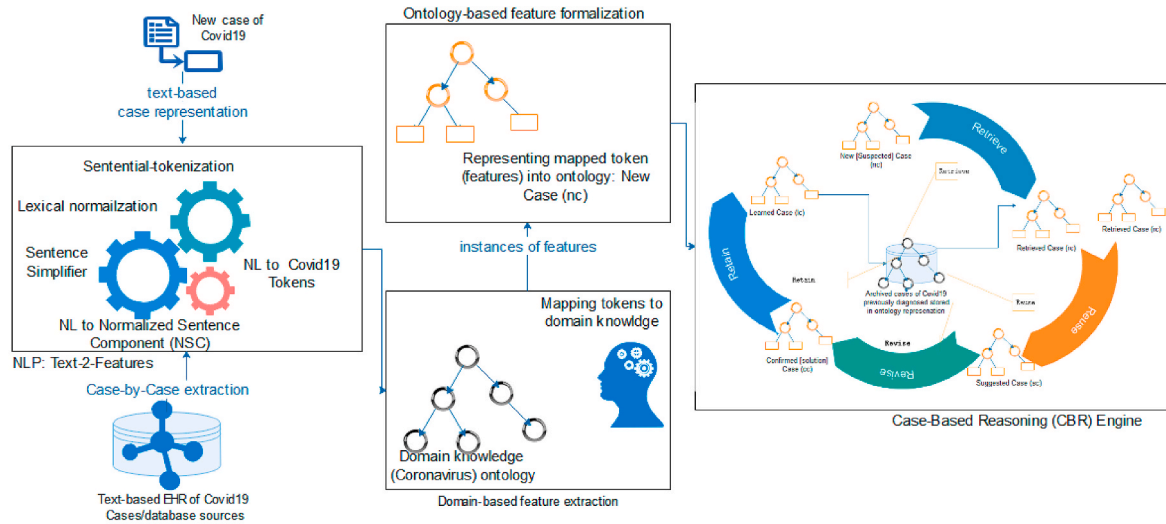 New case of
Covid19
text-based
case representation
Sentential-tokenization
Lexical normailzation
Sentence
Simplifier
NL to Covid19
Tokens
NL to Normalized Sentence
Component (NSC)
NLP: Text-2-Features
Case-by-Case extraction
Text-based EHR of Covid19
Cases/database sources
Ontology-based feature formalization
Representing mapped token
(features) into ontology: New
Case (nc)
instances of features
Mapping tokens to
domain knowldge
Domain knowledge
(Coronavirus) ontology
Domain-based feature extraction
New [Suspected] Case
(nc)
Retrieve
Retrieve
Learned Case (lc)
Retrieved Case (rc)
Retrieved Case (rc)
Retain
Retain
Archived cases of Covid19
previously diagnosed stored
in ontology represenation
Reuse
Reuse
Revise
Confirmed [solution]
Case (cc)
Revise
Suggested Case (sc)
Case-Based Reasoning (CBR) Engine